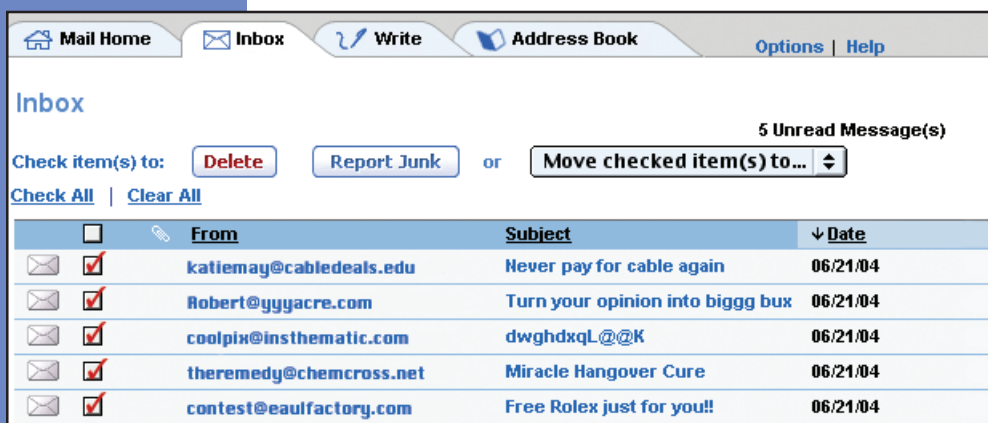 Mail Home Inbox Write Address Book
Options | Help
Inbox
5 Unread Message(s)
Check item(s) to: Delete Report Junk or Move checked item(s) to...
Check All | Clear All
From Subject Date
katiemay@cabledeals.edu Never pay for cable again 06/21/04
Robert@yyyacre.com Turn your opinion into biggg bux 06/21/04
coolpix@insthematic.com dwghdxqL@@K 06/21/04
theremedy@chemcross.net Miracle Hangover Cure 06/21/04
contest@eaulfactory.com Free Rolex just for you!! 06/21/04